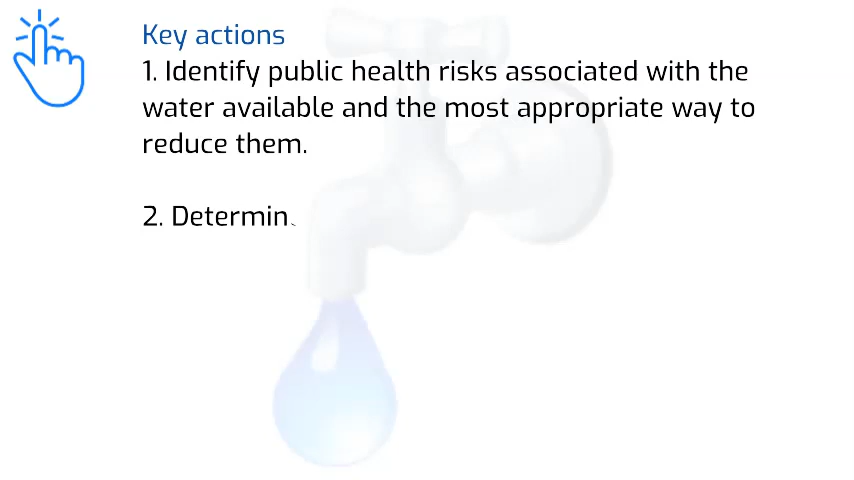 Key actions
1. Identify public health risks associated with the
water available and the most appropriate way to
reduce them.
2. Determin